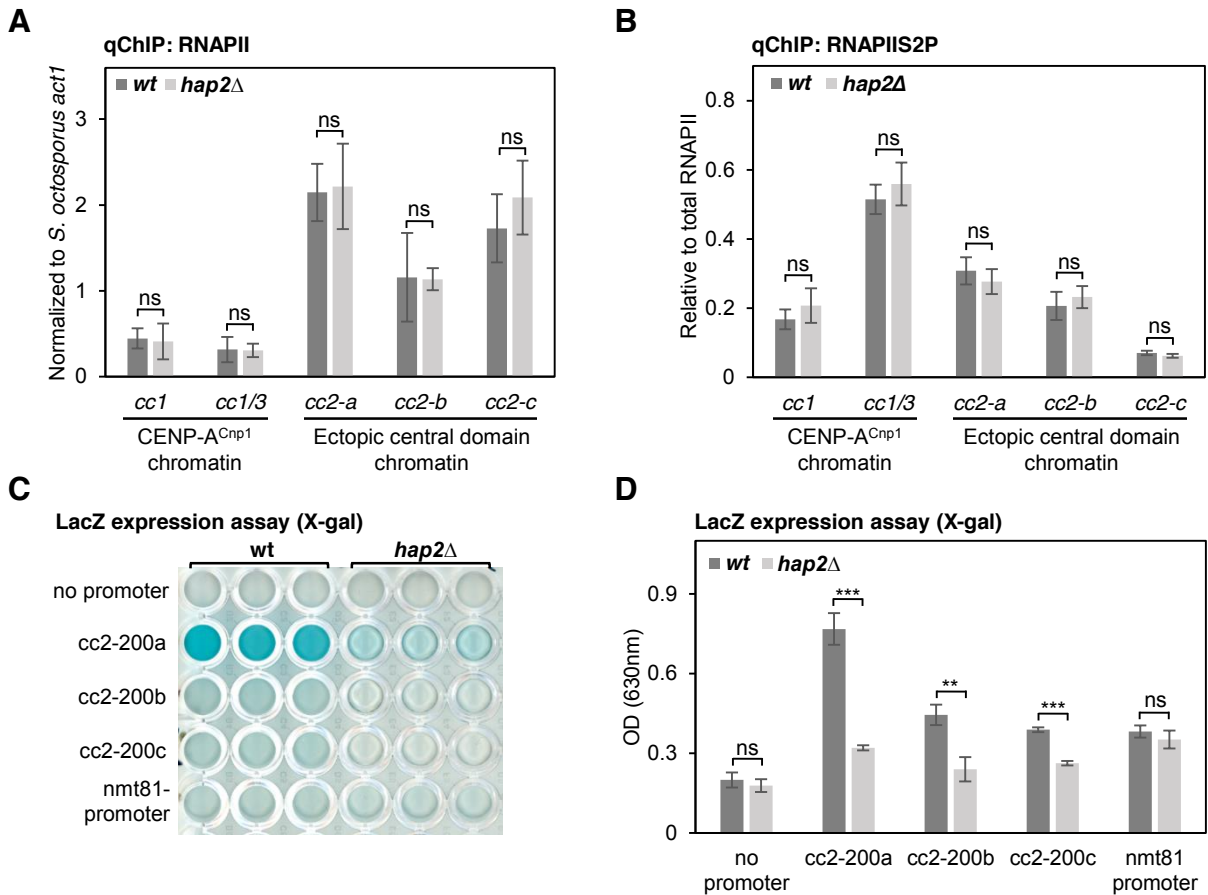 A
qChIP: RNAPII
wt hap2Δ
Normalized to S. octosporus act1
3
2
1
0
ns
ns
ns
ns
ns
cc1 cc1/3 cc2-a cc2-b cc2-c
CENP-A^Cnp1 chromatin
Ectopic central domain chromatin
B
qChIP: RNAPIIS2P
wt hap2Δ
Relative to total RNAPII
0.8
0.6
0.4
0.2
0
ns
ns
ns
ns
ns
cc1 cc1/3 cc2-a cc2-b cc2-c
CENP-A^Cnp1 chromatin
Ectopic central domain chromatin
C
LacZ expression assay (X-gal)
wt hap2Δ
no promoter
cc2-200a
cc2-200b
cc2-200c
nmt81-
promoter
D
LacZ expression assay (X-gal)
wt hap2Δ
OD (630nm)
0.9
0.6
0.3
0
ns
***
**
***
ns
no promoter
cc2-200a
cc2-200b
cc2-200c
nmt81 promoter